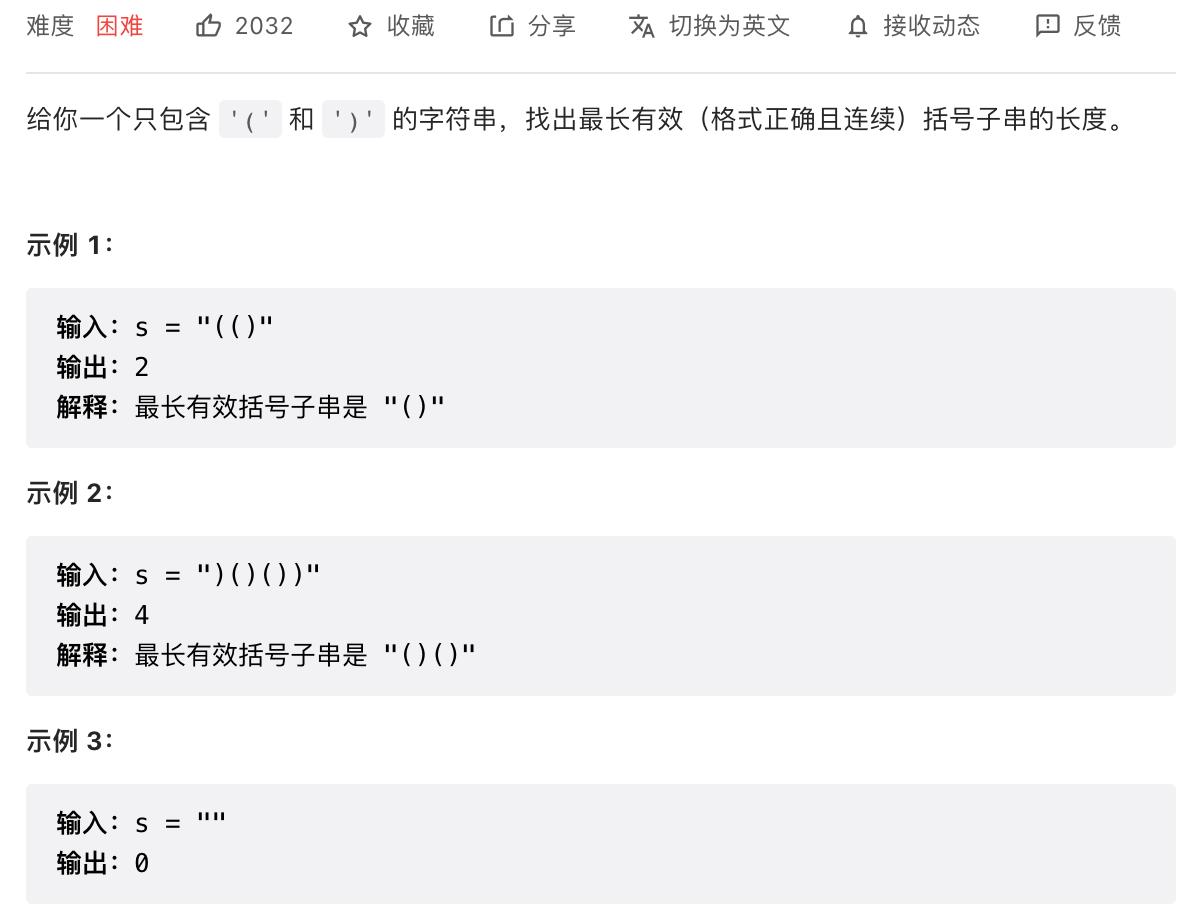 难度 困难 2032 收藏 分享 切换为英文 接收动态 反馈
给你一个只包含 '(' 和 ')' 的字符串，找出最长有效（格式正确且连续）括号子串的长度。
示例 1：
输入：s = "(()"
输出：2
解释：最长有效括号子串是 "()"
示例 2：
输入：s = ")()())"
输出：4
解释：最长有效括号子串是 "()()"
示例 3：
输入：s = ""
输出：0